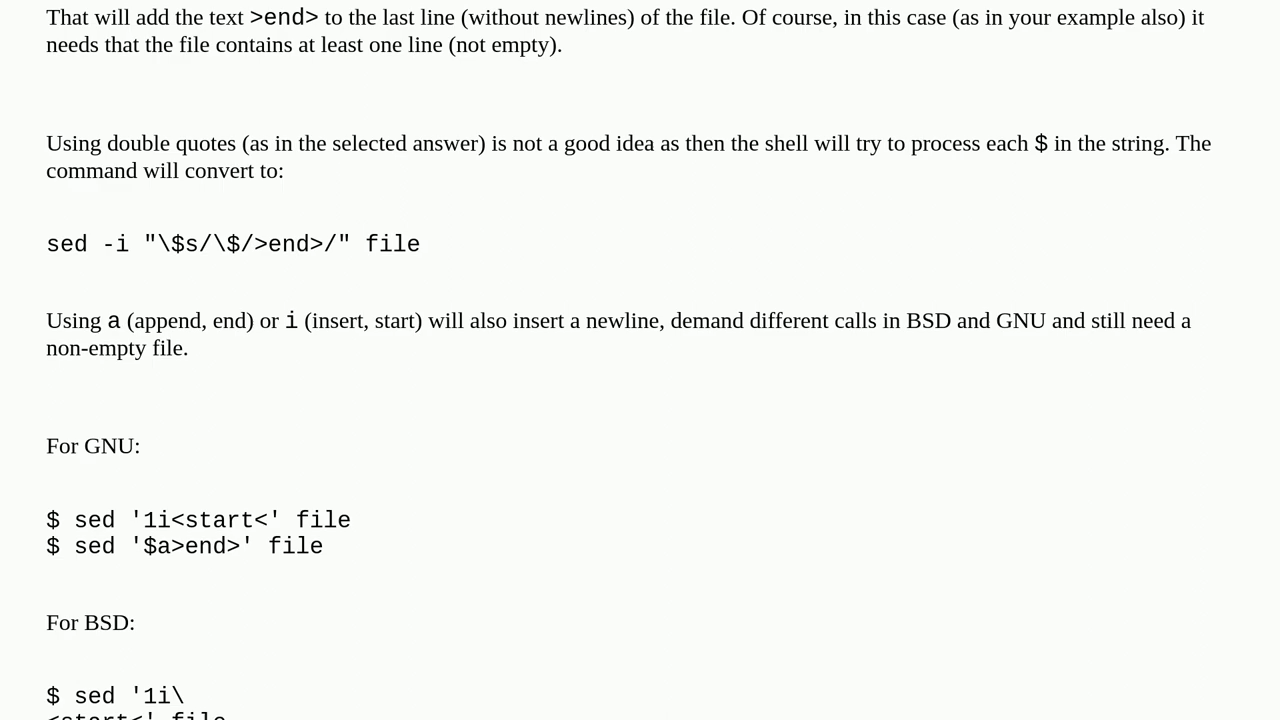 That will add the text >end> to the last line (without newlines) of the file. Of course, in this case (as in your example also) it
needs that the file contains at least one line (not empty).
Using double quotes (as in the selected answer) is not a good idea as then the shell will try to process each $ in the string. The
command will convert to:
sed -i "\$s/\$/>end>/" file
Using a (append, end) or i (insert, start) will also insert a newline, demand different calls in BSD and GNU and still need a
non-empty file.
For GNU:
$ sed '1i<start<' file
$ sed '$a>end>' file
For BSD:
$ sed '1i\
<start<' file